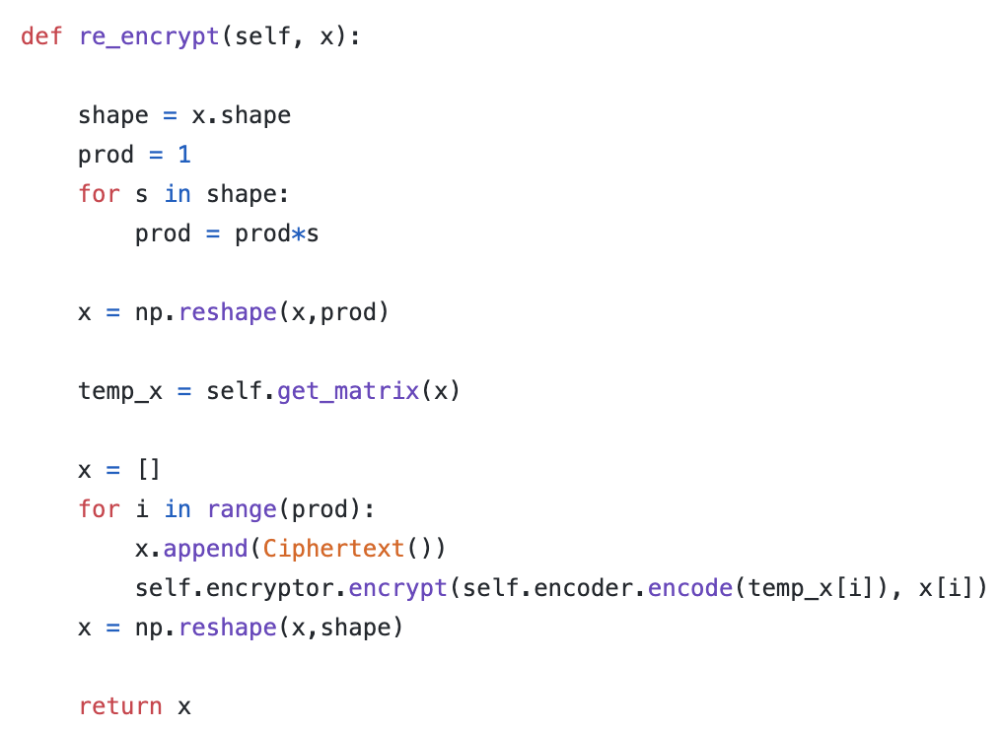 def re_encrypt(self, x):
    shape = x.shape
    prod = 1
    for s in shape:
        prod = prod*s
    x = np.reshape(x,prod)
    temp_x = self.get_matrix(x)
    x = []
    for i in range(prod):
        x.append(Ciphertext())
        self.encryptor.encrypt(self.encoder.encode(temp_x[i]), x[i])
    x = np.reshape(x,shape)
    return x